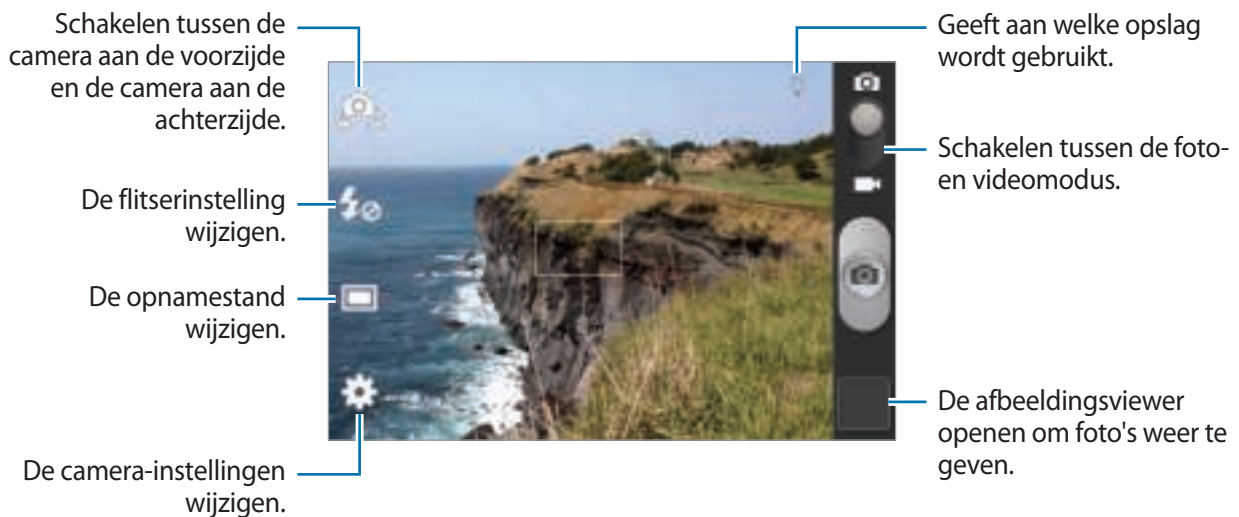 Schakelen tussen de
camera aan de voorzijde
en de camera aan de
achterzijde.
De flitserinstelling
wijzigen.
De opnamestand
wijzigen.
De camera-instellingen
wijzigen.
Geeft aan welke opslag
wordt gebruikt.
Schakelen tussen de foto-
en videomodus.
De afbeeldingsviewer
openen om foto's weer te
geven.